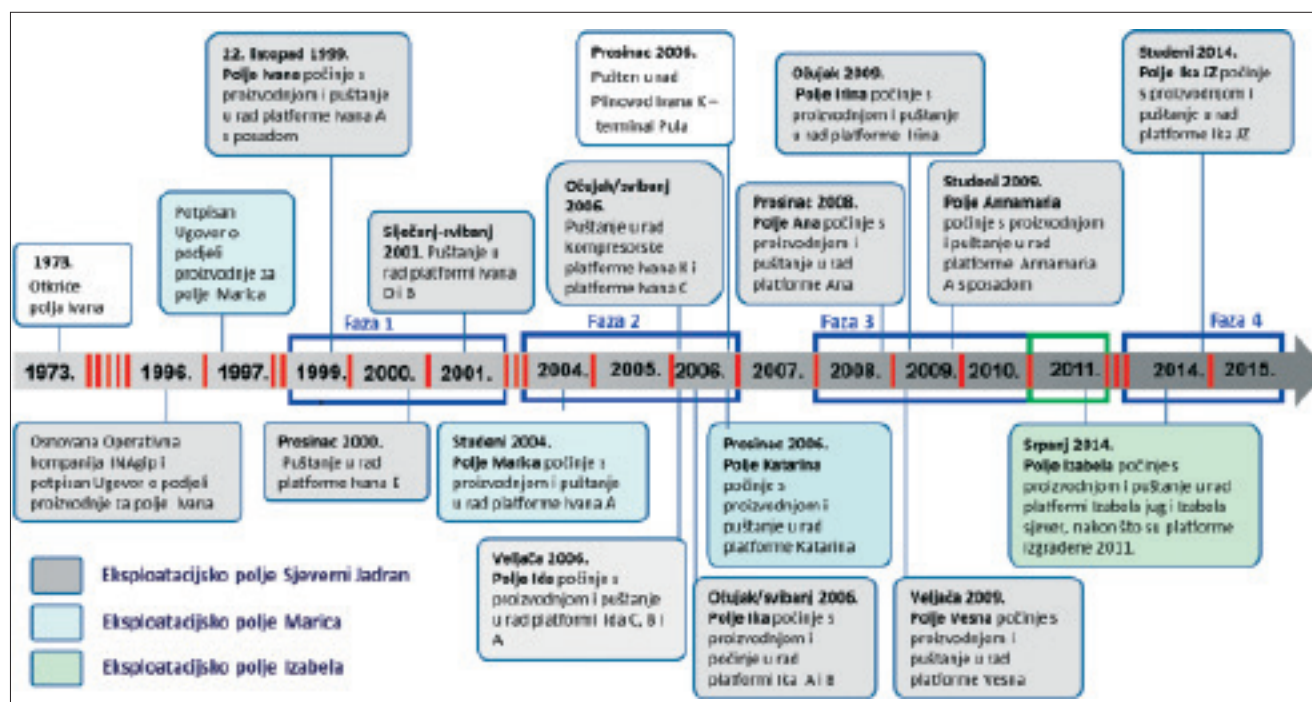 22. listopad 1999.
Polje Ivana počinje s
proizvodnjom i puštanje
u rad platforme Ivana A
s posadom
Prosinac 2006.
Pušten u rad
Plinovod Ivana K –
terminal Pula
Ožujak 2009.
Polje Irina počinje s
proizvodnjom i puštanje
u rad platforme Irina
Studeni 2014.
Polje Ika JZ počinje
s proizvodnjom i
puštanje u rad
platforme Ika JZ
1973.
Otkriće
polja Ivana
Potpisan
Ugovor o
podjeli
proizvodnje za
polje Marica
Siječanj-svibanj
2001. Puštanje u
rad platformi Ivana
D i B
Ožujak/svibanj
2006.
Puštanje u rad
kompresorske
platforme Ivana K i
platforme Ivana C
Prosinac 2008.
Polje Ana počinje s
proizvodnjom i
puštanje u rad
platforme Ana
Studeni 2009.
Polje Annamaria
počinje s proizvodnjom
i puštanje u rad
platforme Annamaria
A s posadom
Faza 1
Faza 2
Faza 3
Faza 4
1973. 1996. 1997. 1999. 2000. 2001. 2004. 2005. 2006. 2007. 2008. 2009. 2010. 2011. 2014. 2015.
Osnovana Operativna
kompanija INAgip i
potpisan Ugovor o podjeli
proizvodnje za polje Ivana
Prosinac 2000.
Puštanje u rad
platforme Ivana E
Studeni 2004.
Polje Marica počinje s
proizvodnjom i puštanje
u rad platforme Ivana A
Veljača 2006.
Polje Ida počinje s
proizvodnjom i puštanje
u rad platformi Ida C, B i
A
Prosinac 2006.
Polje Katarina
počinje s
proizvodnjom i
puštanje u rad
platforme Katarina
Ožujak/svibanj 2006.
Polje Ika počinje s
proizvodnjom i
počinje u rad
platformi Ika A i B
Veljača 2009.
Polje Vesna počinje s
proizvodnjom i
puštanje u rad
platforme Vesna
Srpanj 2014.
Polje Izabela počinje s
proizvodnjom i puštanje u rad
platformi Izabela jug i Izabela
sjever, nakon što su platforme
izgrađene 2011.
Eksploatacijsko polje Sjeverni Jadran
Eksploatacijsko polje Marica
Eksploatacijsko polje Izabela